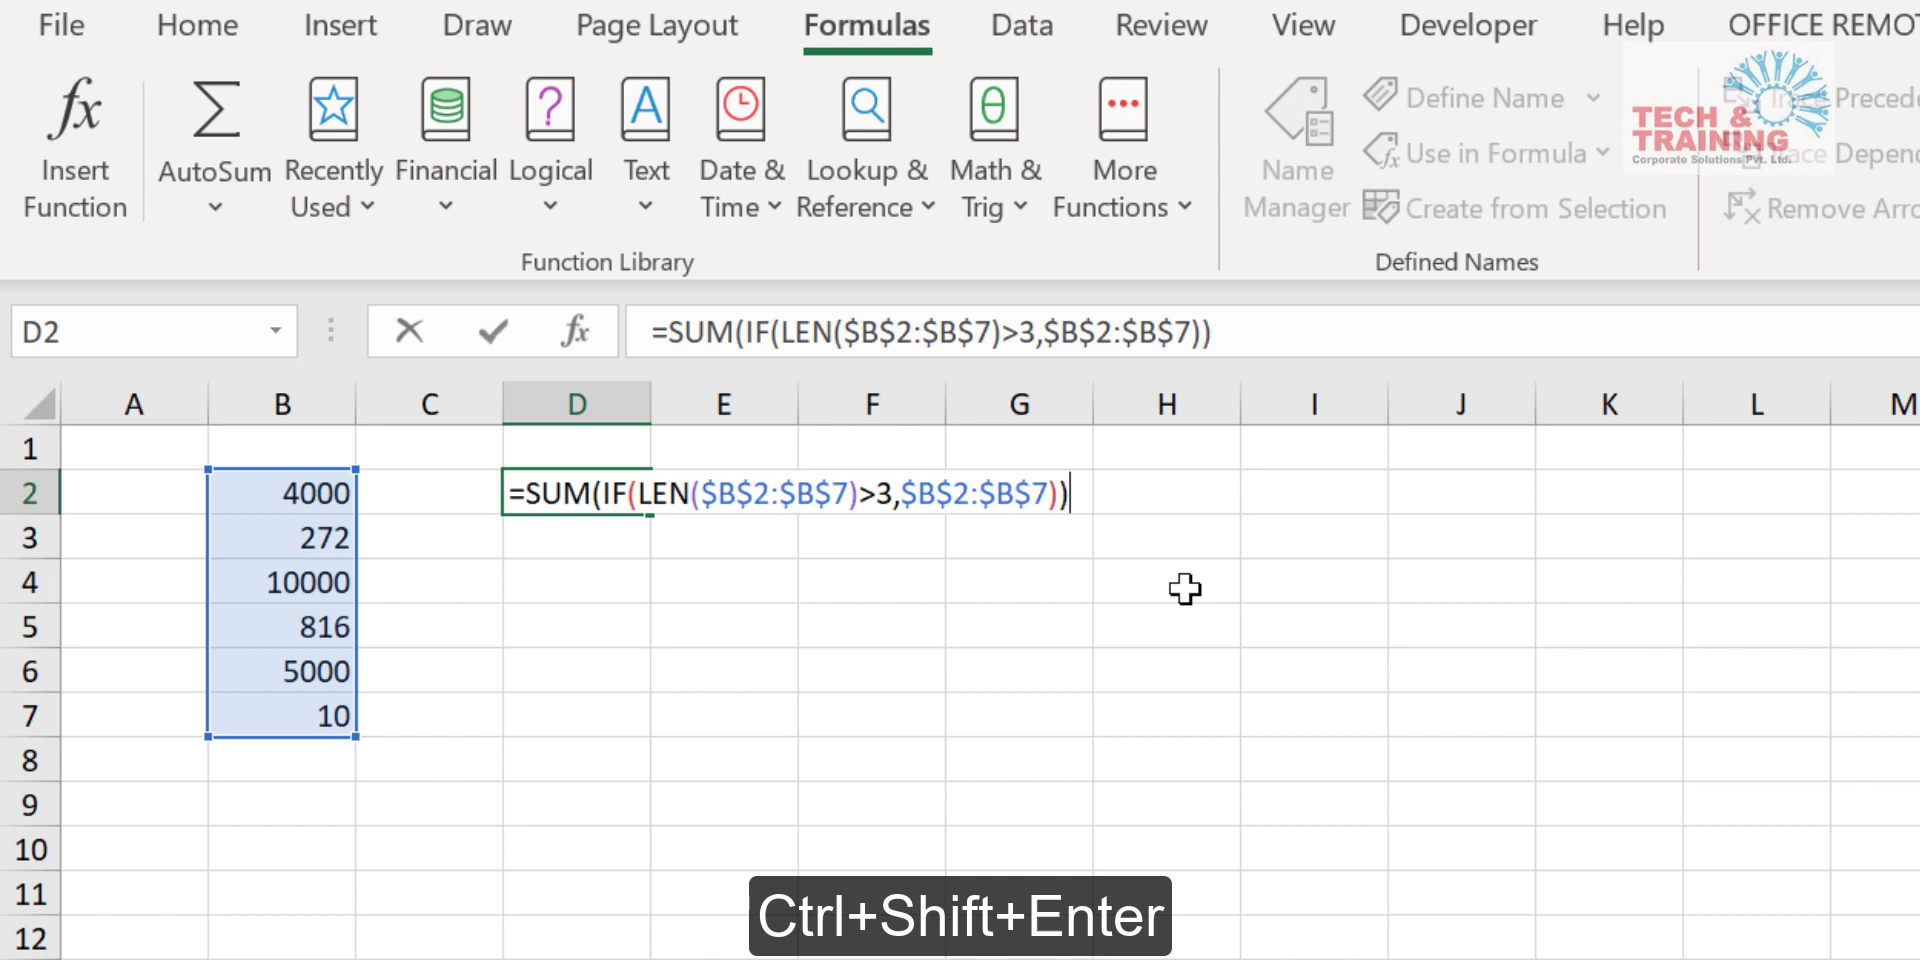 File Home Insert Draw Page Layout Formulas Data Review View Developer Help OFFICE REMO
fx Insert Function
AutoSum
Recently Used
Financial
Logical
Text
Date & Time
Lookup & Reference
Math & Trig
More Functions
Function Library
Name Manager
Define Name
Use in Formula
Create from Selection
Defined Names
Trace Precede
Trace Depend
Remove Arro
TECH &
TRAINING
Corporate Solutions Pvt. Ltd.
D2 fx =SUM(IF(LEN($B$2:$B$7)>3,$B$2:$B$7))
A B C D E F G H I J K L M
1
2 4000 =SUM(IF(LEN($B$2:$B$7)>3,$B$2:$B$7))
3 272
4 10000
5 816
6 5000
7 10
8
9
10
11
12
Ctrl+Shift+Enter